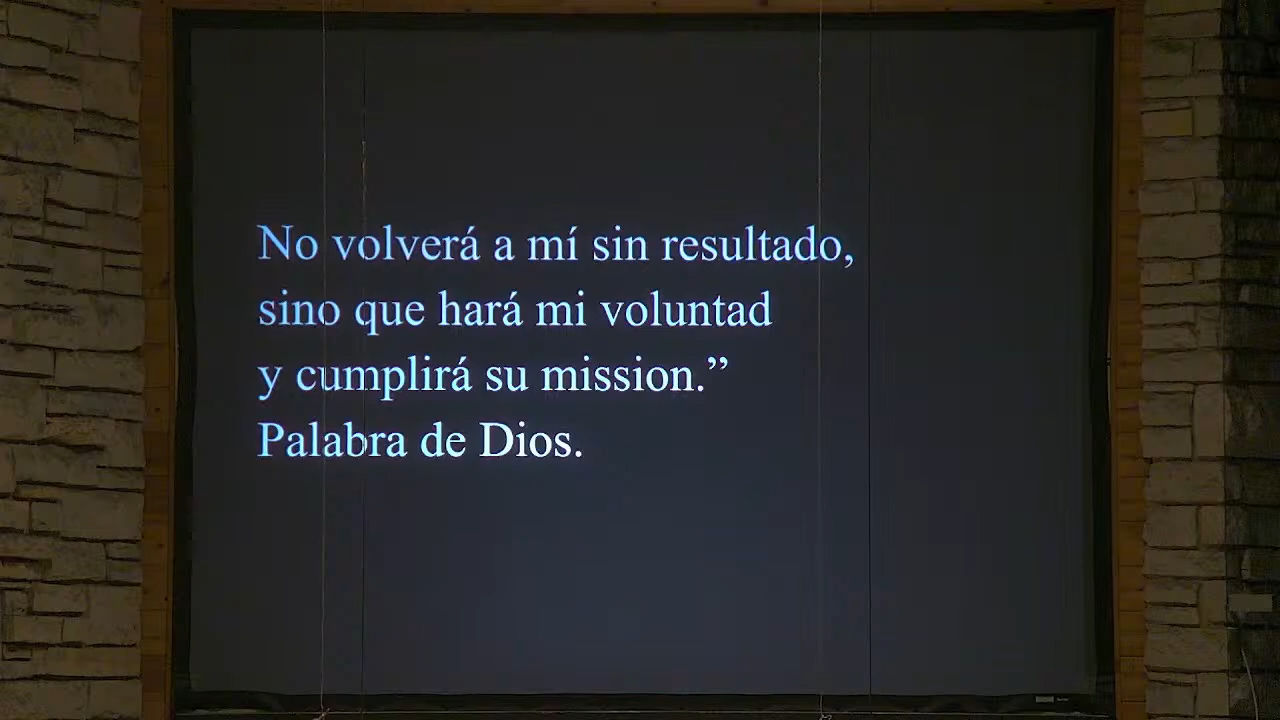 No volverá a mí sin resultado,
sino que hará mi voluntad
y cumplirá su mission.”
Palabra de Dios.